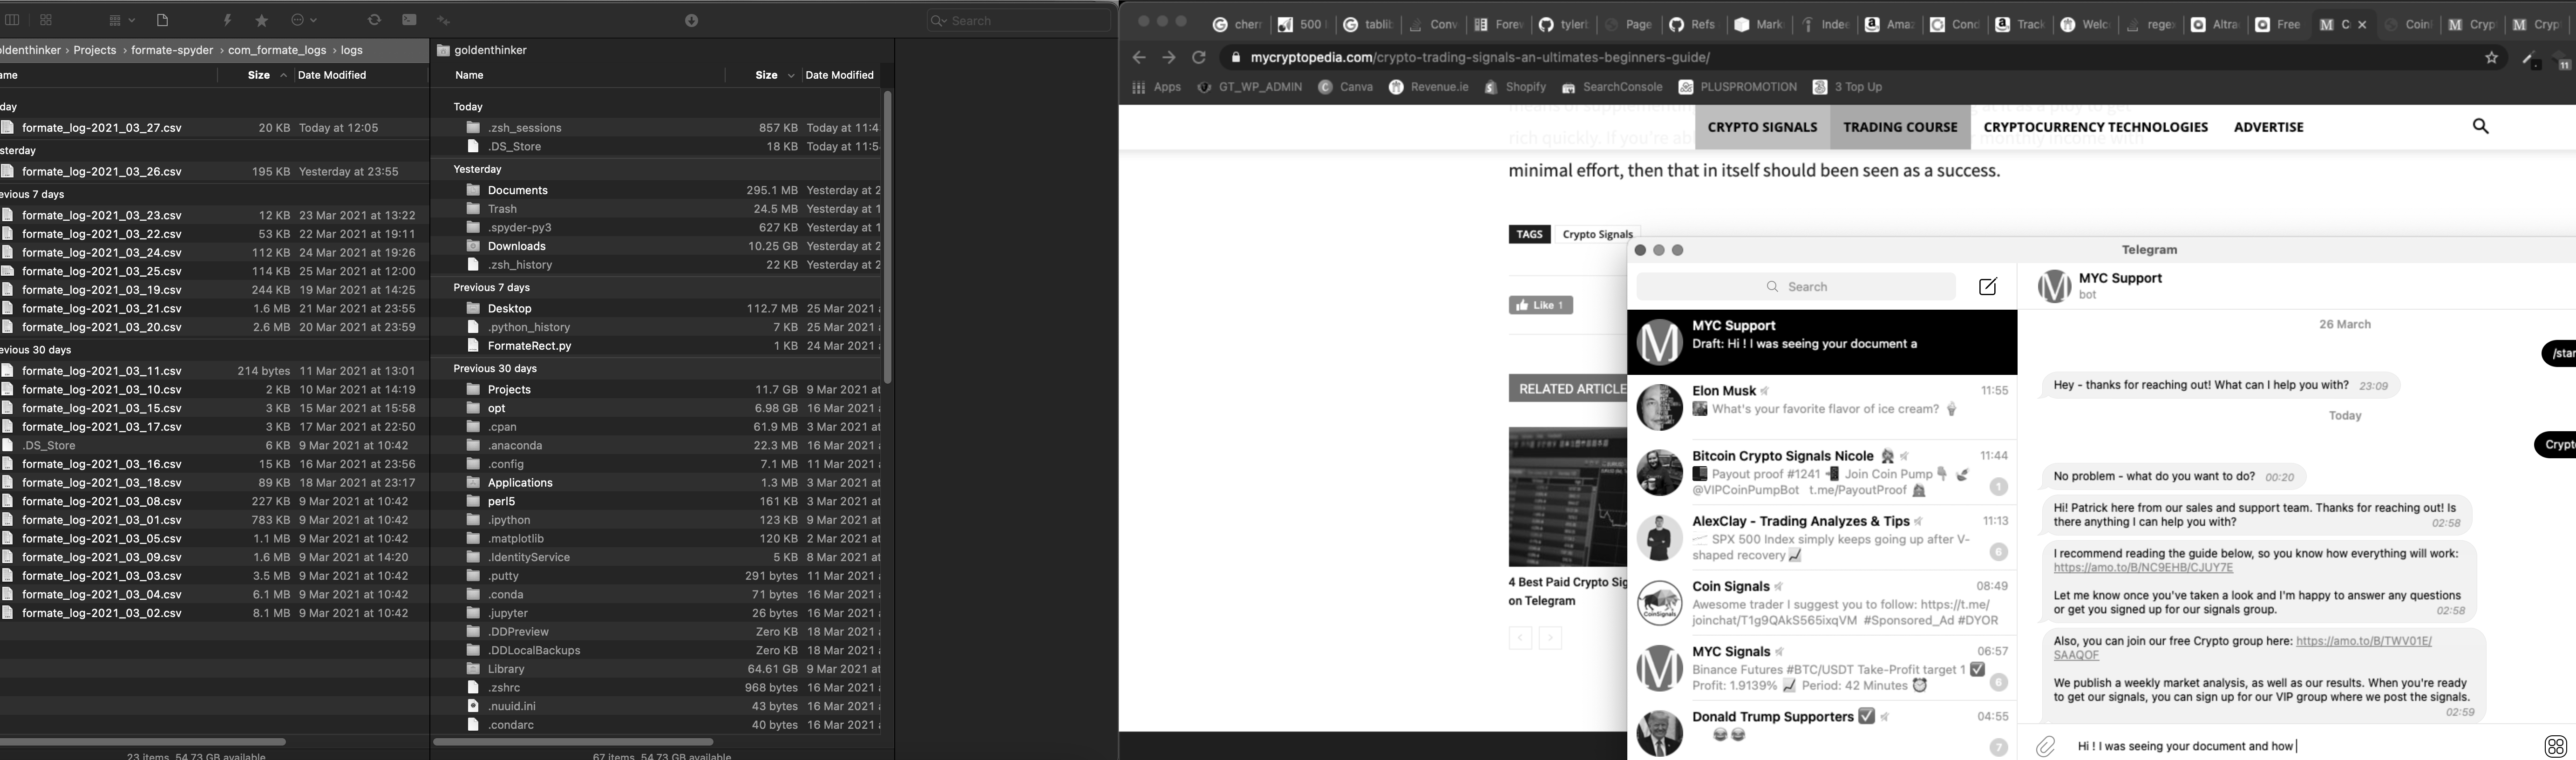 Search
oldenthinker › Projects › formate-spyder › com_formate_logs › logs
ame Size Date Modified
day
formate_log-2021_03_27.csv 20 KB Today at 12:05
sterday
formate_log-2021_03_26.csv 195 KB Yesterday at 23:55
evious 7 days
formate_log-2021_03_23.csv 12 KB 23 Mar 2021 at 13:22
formate_log-2021_03_22.csv 53 KB 22 Mar 2021 at 19:11
formate_log-2021_03_24.csv 112 KB 24 Mar 2021 at 19:26
formate_log-2021_03_25.csv 114 KB 25 Mar 2021 at 12:00
formate_log-2021_03_19.csv 244 KB 19 Mar 2021 at 14:25
formate_log-2021_03_21.csv 1.6 MB 21 Mar 2021 at 23:55
formate_log-2021_03_20.csv 2.6 MB 20 Mar 2021 at 23:59
evious 30 days
formate_log-2021_03_11.csv 214 bytes 11 Mar 2021 at 13:01
formate_log-2021_03_10.csv 2 KB 10 Mar 2021 at 14:19
formate_log-2021_03_15.csv 3 KB 15 Mar 2021 at 15:58
formate_log-2021_03_17.csv 3 KB 17 Mar 2021 at 22:50
.DS_Store 6 KB 9 Mar 2021 at 10:42
formate_log-2021_03_16.csv 15 KB 16 Mar 2021 at 23:56
formate_log-2021_03_18.csv 89 KB 18 Mar 2021 at 23:17
formate_log-2021_03_08.csv 227 KB 9 Mar 2021 at 10:42
formate_log-2021_03_01.csv 783 KB 9 Mar 2021 at 10:42
formate_log-2021_03_05.csv 1.1 MB 9 Mar 2021 at 10:42
formate_log-2021_03_09.csv 1.6 MB 9 Mar 2021 at 14:20
formate_log-2021_03_03.csv 3.5 MB 9 Mar 2021 at 10:42
formate_log-2021_03_04.csv 6.1 MB 9 Mar 2021 at 10:42
formate_log-2021_03_02.csv 8.1 MB 9 Mar 2021 at 10:42
23 items, 54.73 GB available
goldenthinker
Name Size Date Modified
Today
.zsh_sessions 857 KB Today at 11:4
.DS_Store 18 KB Today at 11:5
Yesterday
Documents 295.1 MB Yesterday at 2
Trash 24.5 MB Yesterday at 1
.spyder-py3 627 KB Yesterday at 1
Downloads 10.25 GB Yesterday at 2
.zsh_history 22 KB Yesterday at 2
Previous 7 days
Desktop 112.7 MB 25 Mar 2021
.python_history 7 KB 25 Mar 2021
FormateRect.py 1 KB 24 Mar 2021
Previous 30 days
Projects 11.7 GB 9 Mar 2021 at
opt 6.98 GB 16 Mar 2021
.cpan 61.9 MB 3 Mar 2021 at
.anaconda 22.3 MB 16 Mar 2021
.config 7.1 MB 11 Mar 2021
Applications 1.3 MB 3 Mar 2021 at
perl5 161 KB 3 Mar 2021 at
.ipython 123 KB 9 Mar 2021 at
.matplotlib 120 KB 2 Mar 2021 at
.IdentityService 5 KB 8 Mar 2021 at
.putty 291 bytes 11 Mar 2021
.conda 71 bytes 16 Mar 2021
.jupyter 26 bytes 16 Mar 2021
.DDPreview Zero KB 18 Mar 2021
.DDLocalBackups Zero KB 18 Mar 2021
Library 64.61 GB 9 Mar 2021 at
.zshrc 968 bytes 16 Mar 2021
.nuuid.ini 43 bytes 16 Mar 2021
.condarc 40 bytes 16 Mar 2021
67 items, 54.73 GB available
cherr 500 tablib Conv Fore tyler Page Refs Mark Inde Amaz Cond Track Welc rege Altra Free C Coin Cryp Cryp
mycryptopedia.com/crypto-trading-signals-an-ultimates-beginners-guide/
11
Apps GT_WP_ADMIN Canva Revenue.ie Shopify SearchConsole PLUSPROMOTION 3 Top Up
CRYPTO SIGNALS TRADING COURSE CRYPTOCURRENCY TECHNOLOGIES ADVERTISE
rich quickly. If you're ab monthly income with
minimal effort, then that in itself should been seen as a success.
TAGS Crypto Signals
Like 1
RELATED ARTICLE
4 Best Paid Crypto Sig
on Telegram
Telegram
Search
MYC Support
Draft: Hi ! I was seeing your document a
Elon Musk 11:55
What's your favorite flavor of ice cream? 🍦
Bitcoin Crypto Signals Nicole 11:44
Payout proof #1241 Join Coin Pump
@VIPCoinPumpBot t.me/PayoutProof 1
AlexClay - Trading Analyzes & Tips 11:13
SPX 500 Index simply keeps going up after V-
shaped recovery 📈 6
Coin Signals 08:49
Awesome trader I suggest you to follow: https://t.me/
joinchat/T1g9QAkS565ixqVM #Sponsored_Ad #DYOR
MYC Signals 06:57
Binance Futures #BTC/USDT Take-Profit target 1 ☑
Profit: 1.9139% 📈 Period: 42 Minutes ⏰ 6
Donald Trump Supporters ☑ 04:55
😂😂 7
MYC Support
bot
26 March
/star
Hey - thanks for reaching out! What can I help you with? 23:09
Today
Crypto
No problem - what do you want to do? 00:20
Hi! Patrick here from our sales and support team. Thanks for reaching out! Is
there anything I can help you with? 02:58
I recommend reading the guide below, so you know how everything will work:
https://amo.to/B/NC9EHB/CJUY7E
Let me know once you've taken a look and I'm happy to answer any questions
or get you signed up for our signals group. 02:58
Also, you can join our free Crypto group here: https://amo.to/B/TWV01E/
SAAQOF
We publish a weekly market analysis, as well as our results. When you're ready
to get our signals, you can sign up for our VIP group where we post the signals.
02:59
Hi ! I was seeing your document and how